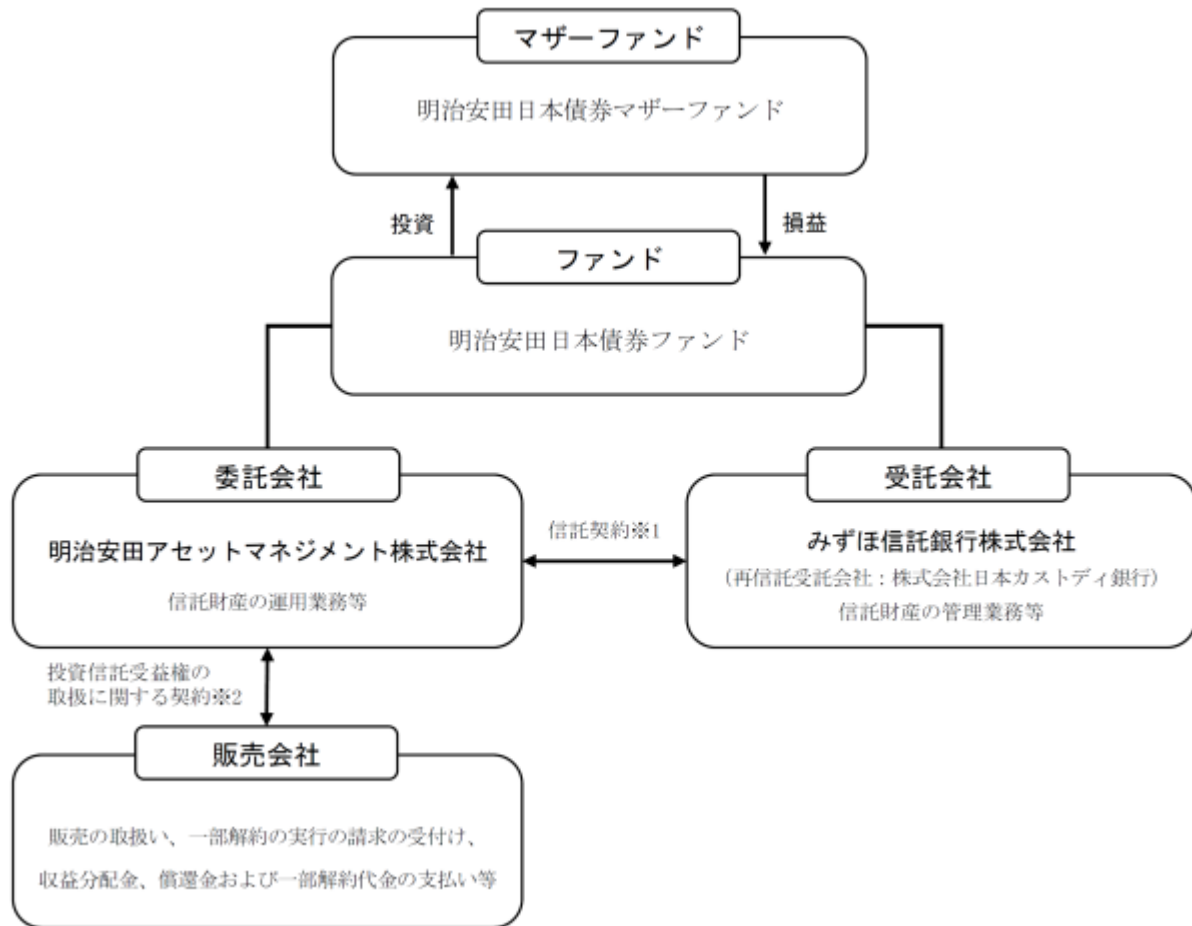 マザーファンド
明治安田日本債券マザーファンド
投資
損益
ファンド
明治安田日本債券ファンド
委託会社
明治安田アセットマネジメント株式会社
信託財産の運用業務等
信託契約※1
受託会社
みずほ信託銀行株式会社
（再信託受託会社：株式会社日本カストディ銀行）
信託財産の管理業務等
投資信託受益権の
取扱に関する契約※2
販売会社
販売の取扱い、一部解約の実行の請求の受付け、
収益分配金、償還金および一部解約代金の支払い等